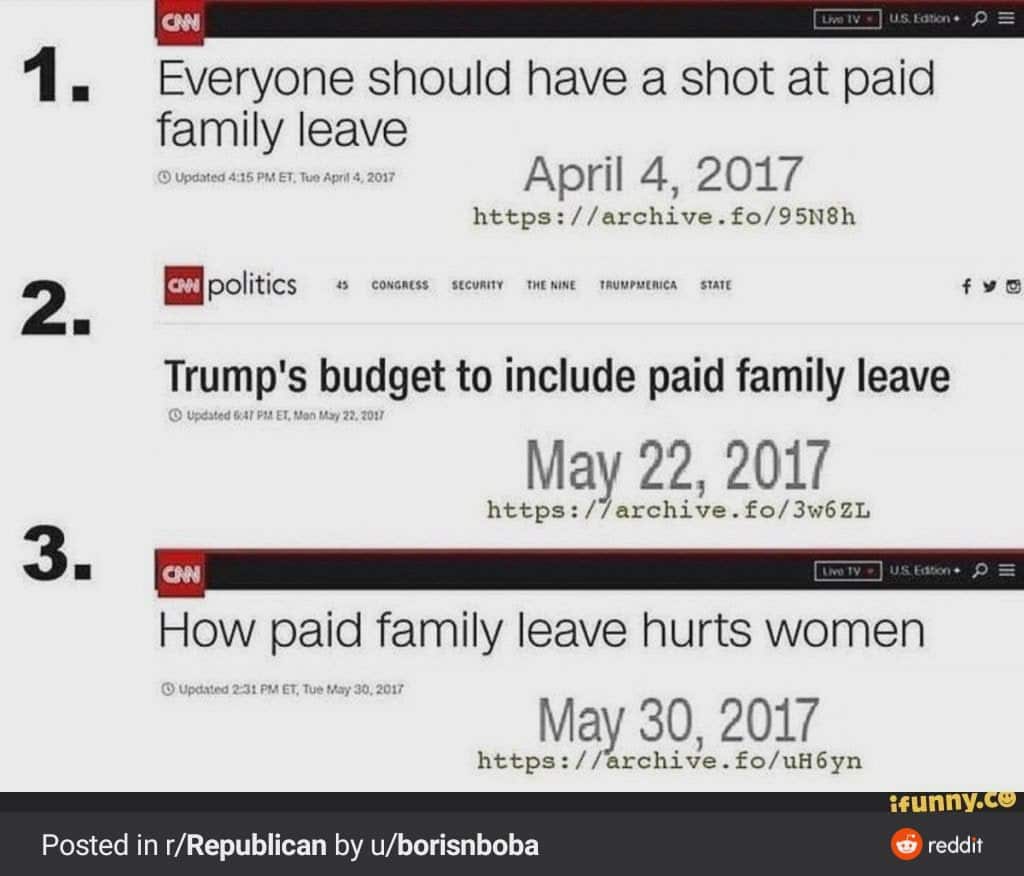 CNN Live TV U.S. Edition +
1. Everyone should have a shot at paid
family leave
Updated 4:15 PM ET, Tue April 4, 2017
April 4, 2017
https://archive.fo/95N8h
2. CNN politics 45 CONGRESS SECURITY THE NINE TRUMPMERICA STATE
Trump's budget to include paid family leave
Updated 6:47 PM ET, Mon May 22, 2017
May 22, 2017
https://archive.fo/3w6ZL
3. CNN Live TV U.S. Edition +
How paid family leave hurts women
Updated 2:31 PM ET, Tue May 30, 2017
May 30, 2017
https://archive.fo/uH6yn
ifunny.co
Posted in r/Republican by u/borisnboba reddit